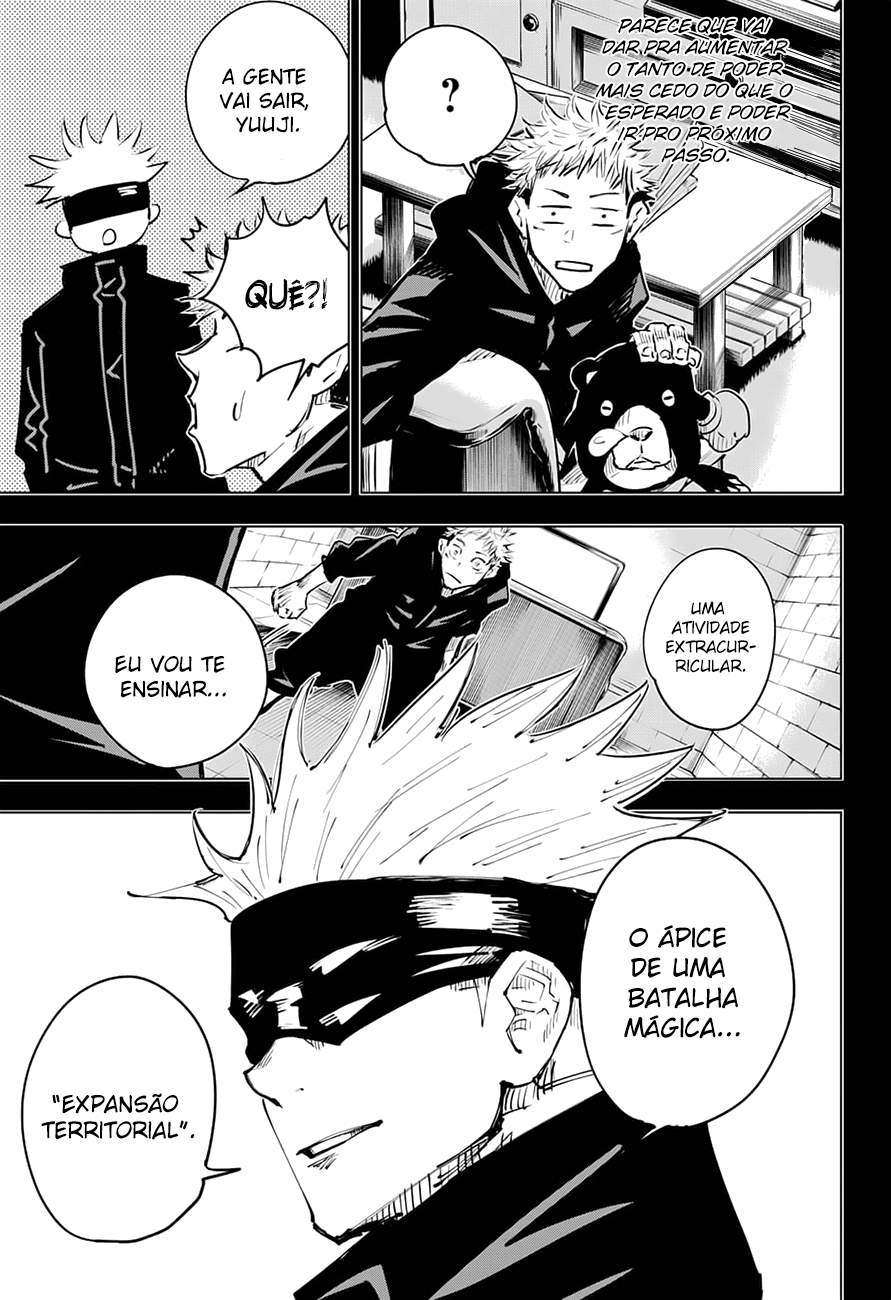 PARECE QUE VAI
DAR PRA AUMENTAR
O TANTO DE PODER
MAIS CEDO DO QUE O
ESPERADO E PODER
IR PRO PRÓXIMO
PASSO.
?
A GENTE
VAI SAIR,
YUUJI.
QUÊ?!
UMA
ATIVIDADE
EXTRACUR-
RICULAR.
EU VOU TE
ENSINAR...
O ÁPICE
DE UMA
BATALHA
MÁGICA...
"EXPANSÃO
TERRITORIAL".